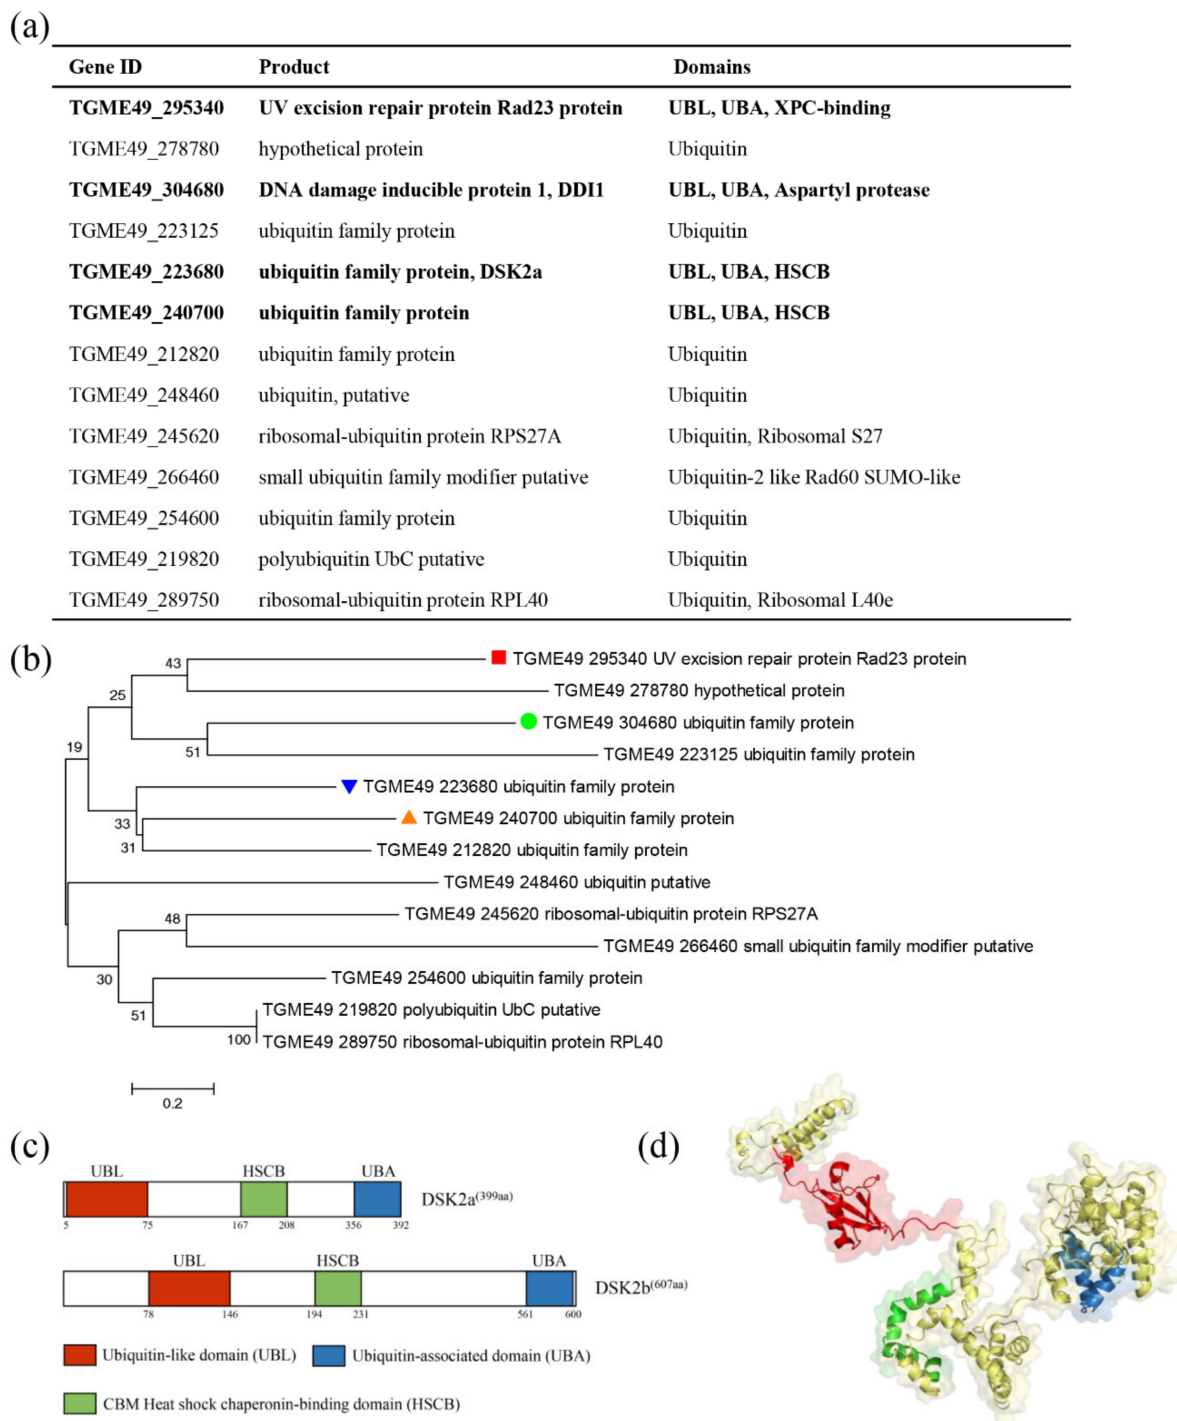 (a)
Gene ID Product Domains
TGME49_295340 UV excision repair protein Rad23 protein UBL, UBA, XPC-binding
TGME49_278780 hypothetical protein Ubiquitin
TGME49_304680 DNA damage inducible protein 1, DDI1 UBL, UBA, Aspartyl protease
TGME49_223125 ubiquitin family protein Ubiquitin
TGME49_223680 ubiquitin family protein, DSK2a UBL, UBA, HSCB
TGME49_240700 ubiquitin family protein UBL, UBA, HSCB
TGME49_212820 ubiquitin family protein Ubiquitin
TGME49_248460 ubiquitin, putative Ubiquitin
TGME49_245620 ribosomal-ubiquitin protein RPS27A Ubiquitin, Ribosomal S27
TGME49_266460 small ubiquitin family modifier putative Ubiquitin-2 like Rad60 SUMO-like
TGME49_254600 ubiquitin family protein Ubiquitin
TGME49_219820 polyubiquitin UbC putative Ubiquitin
TGME49_289750 ribosomal-ubiquitin protein RPL40 Ubiquitin, Ribosomal L40e
(b)
43
TGME49 295340 UV excision repair protein Rad23 protein
25
TGME49 278780 hypothetical protein
TGME49 304680 ubiquitin family protein
19
51
TGME49 223125 ubiquitin family protein
TGME49 223680 ubiquitin family protein
33
TGME49 240700 ubiquitin family protein
31
TGME49 212820 ubiquitin family protein
TGME49 248460 ubiquitin putative
48
TGME49 245620 ribosomal-ubiquitin protein RPS27A
TGME49 266460 small ubiquitin family modifier putative
30
TGME49 254600 ubiquitin family protein
51
TGME49 219820 polyubiquitin UbC putative
100
TGME49 289750 ribosomal-ubiquitin protein RPL40
0.2
(c)
UBL HSCB UBA
DSK2a(399aa)
5 75 167 208 356 392
UBL HSCB UBA
DSK2b(607aa)
78 146 194 231 561 600
Ubiquitin-like domain (UBL) Ubiquitin-associated domain (UBA)
CBM Heat shock chaperonin-binding domain (HSCB)
(d)